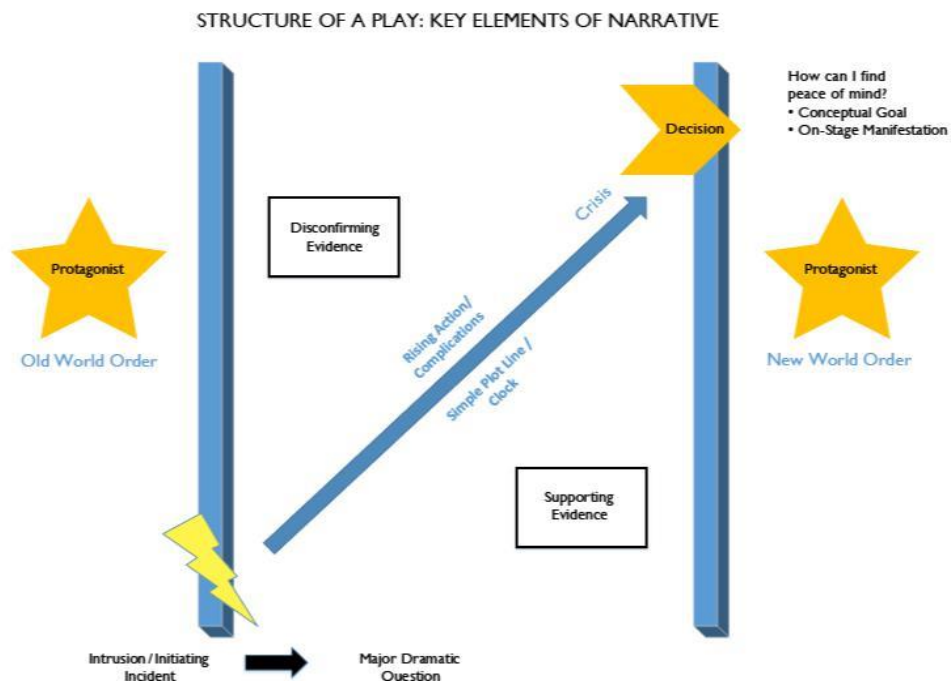 STRUCTURE OF A PLAY: KEY ELEMENTS OF NARRATIVE
How can I find
peace of mind?
• Conceptual Goal
• On-Stage Manifestation
Decision
Crisis
Disconfirming
Evidence
Protagonist
Old World Order
Protagonist
New World Order
Rising Action/
Complications
Simple Plot Line /
Clock
Supporting
Evidence
Intrusion/Initiating
Incident
Major Dramatic
Question